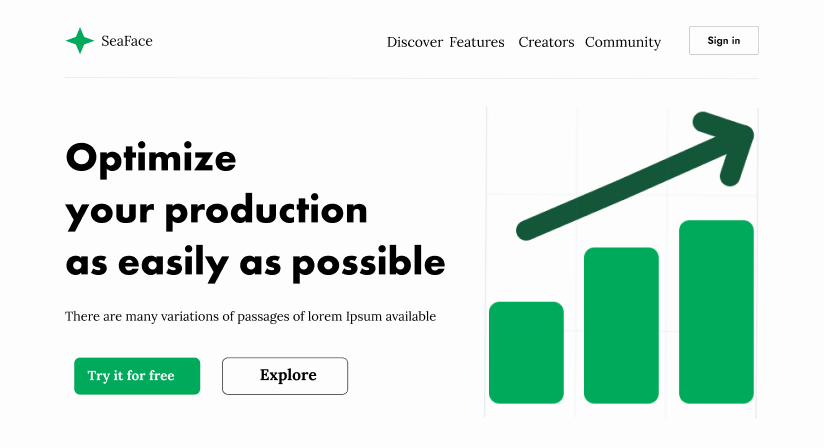 SeaFace
Discover Features Creators Community
Sign in
Optimize
your production
as easily as possible
There are many variations of passages of lorem Ipsum available
Try it for free
Explore